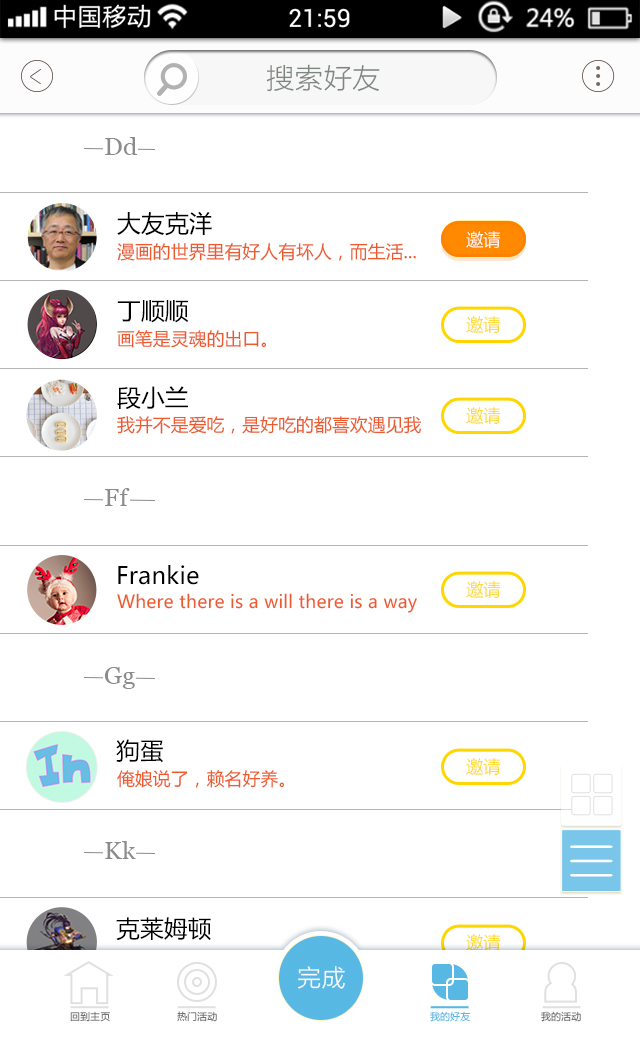 中国移动 21:59 24%
搜索好友
—Dd—
大友克洋
漫画的世界里有好人有坏人，而生活...
邀请
丁顺顺
画笔是灵魂的出口。
邀请
段小兰
我并不是爱吃，是好吃的都喜欢遇见我
邀请
—Ff—
Frankie
Where there is a will there is a way
邀请
—Gg—
In
狗蛋
俺娘说了，赖名好养。
邀请
—Kk—
克莱姆顿
邀请
完成
回到主页 热门活动 我的好友 我的活动